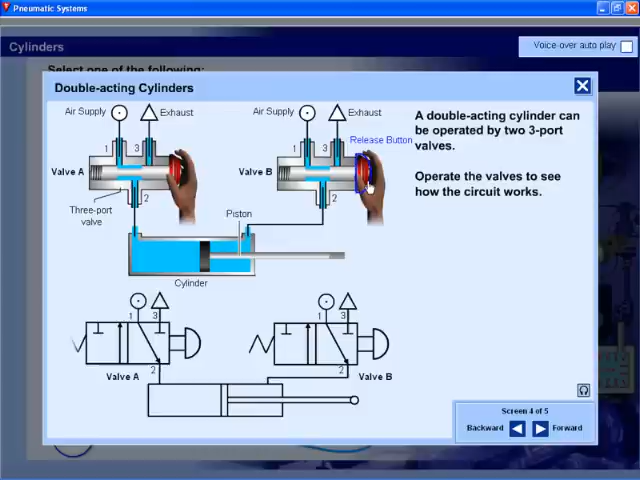 Pneumatic Systems
Cylinders
Voice-over auto play
Select one of the following:
Double-acting Cylinders
Air Supply
Exhaust
Air Supply
Exhaust
1
3
1
3
Release Button
Valve A
Valve B
2
2
Three-port
valve
Piston
Cylinder
A double-acting cylinder can
be operated by two 3-port
valves.
Operate the valves to see
how the circuit works.
1
3
1
3
2
2
Valve A
Valve B
Screen 4 of 5
Backward
Forward